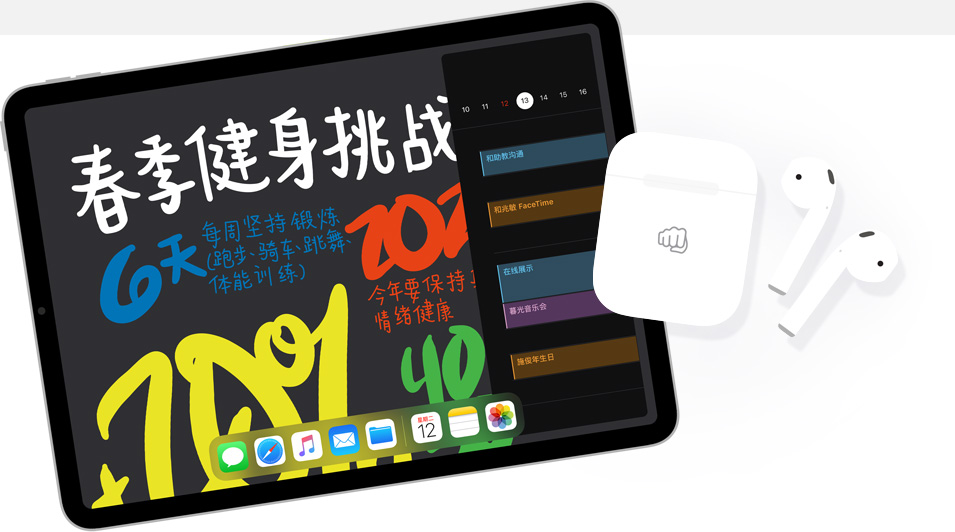 春季健身挑战
6天
每周坚持锻炼
(跑步、骑车、跳舞、
体能训练)
202
今年要保持
情绪健康
40
10 11 12 13 14 15 16
和助教沟通
和兆敏 FaceTime
在线展示
暮光音乐会
施俊年生日
星期二
12